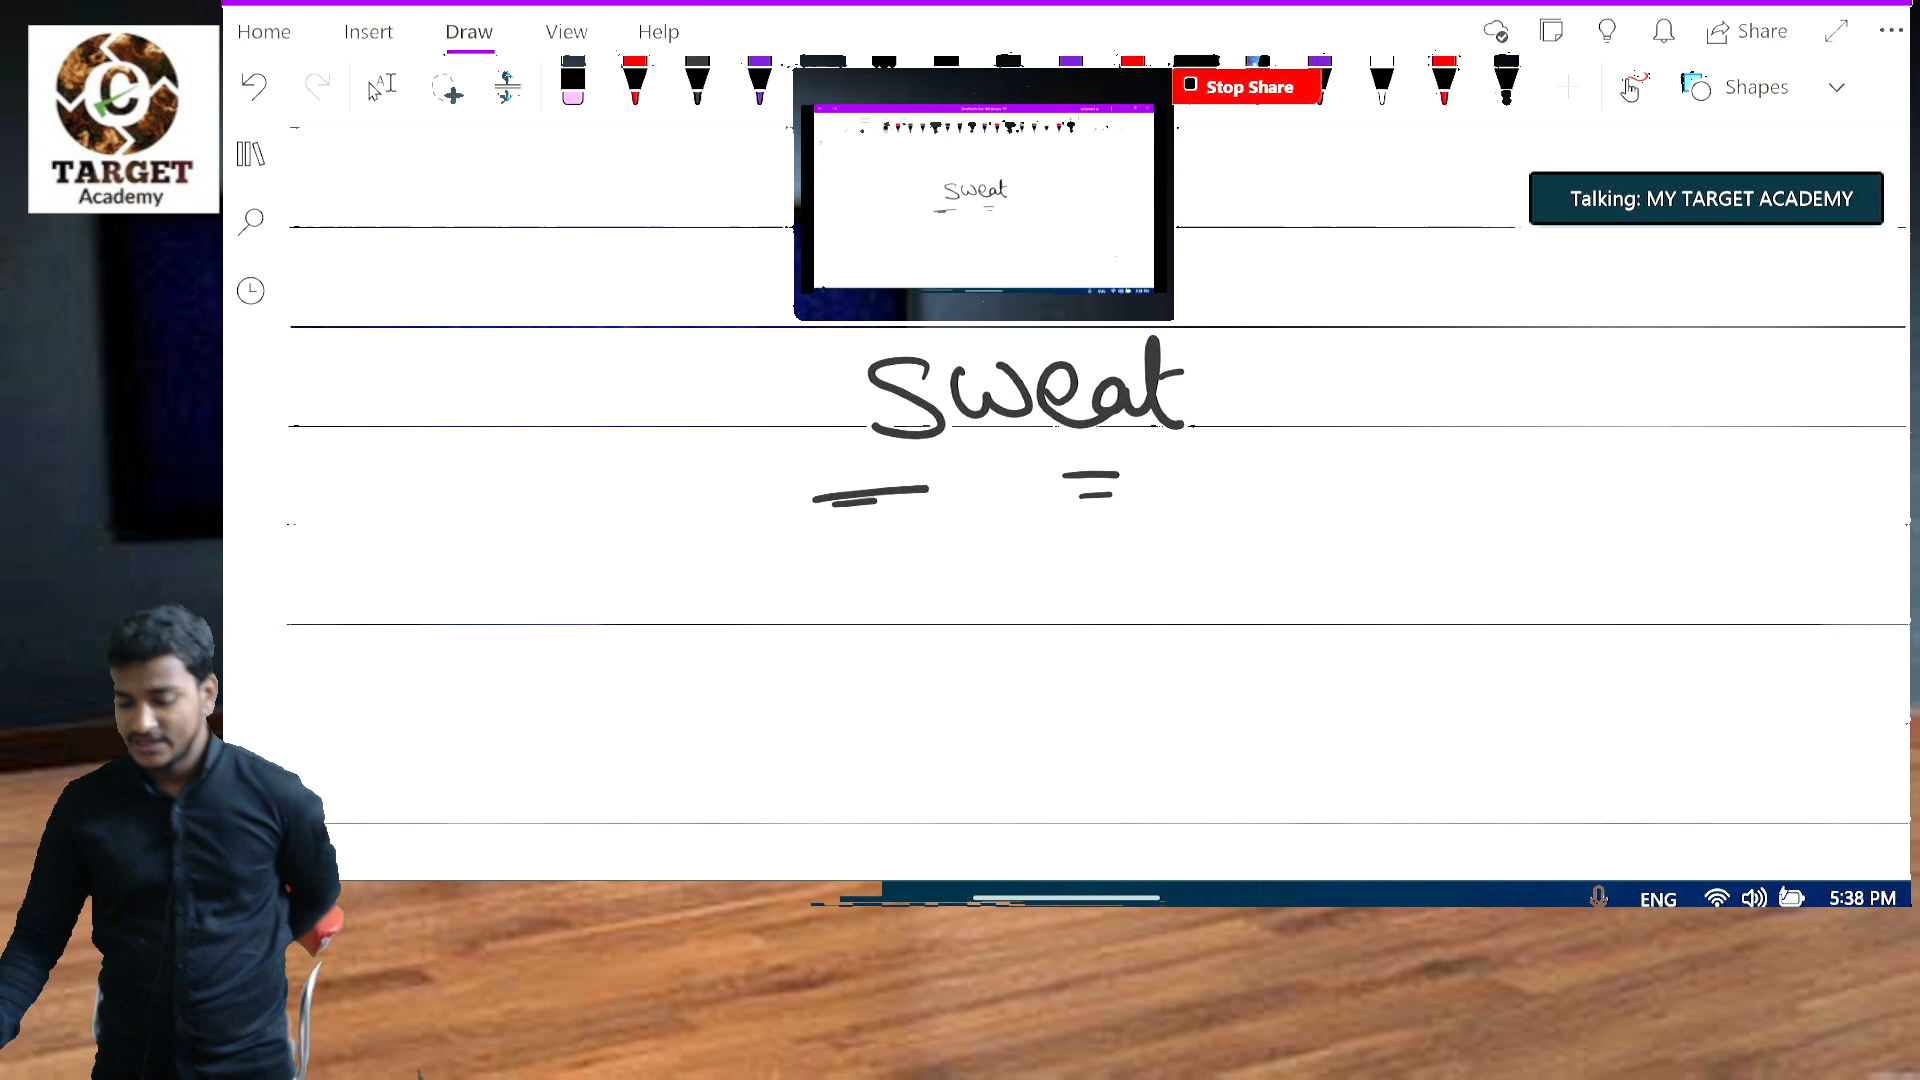 Home Insert Draw View Help Share
Stop Share
Shapes
TARGET
Academy
sweat
Talking: MY TARGET ACADEMY
sweat
ENG 5:38 PM